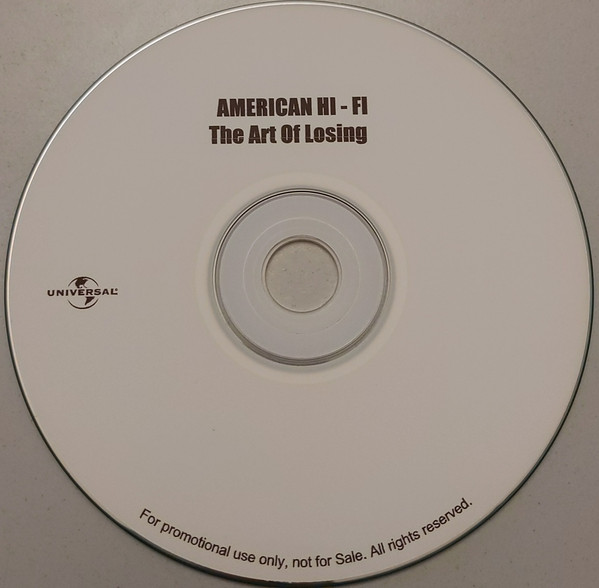 AMERICAN HI - FI
The Art Of Losing
UNIVERSAL
For promotional use only, not for Sale. All rights reserved.